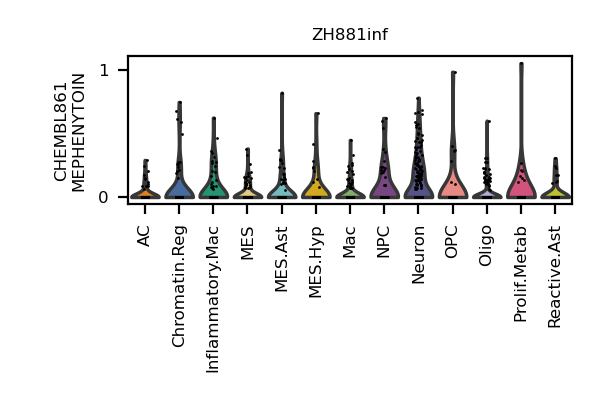 ZH881inf
CHEMBL861
MEPHENYTOIN
1
0
AC
Chromatin.Reg
Inflammatory.Mac
MES
MES.Ast
MES.Hyp
Mac
NPC
Neuron
OPC
Oligo
Prolif.Metab
Reactive.Ast